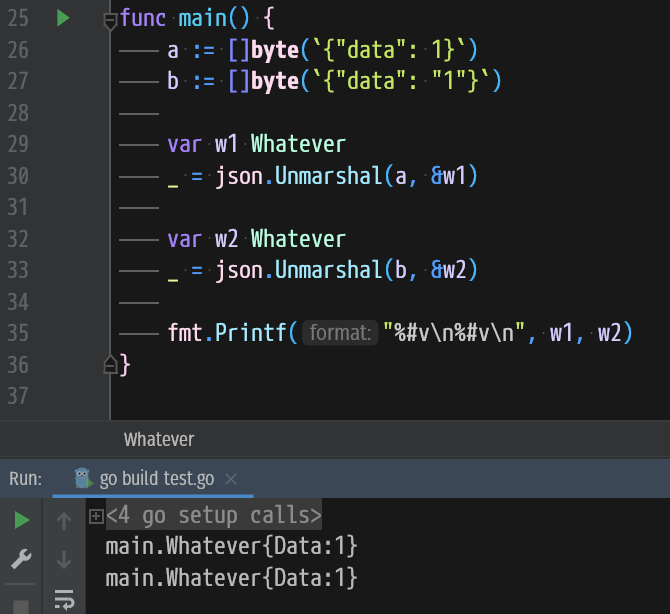 25 func main() {
26 a := []byte(`{"data": 1}`)
27 b := []byte(`{"data": "1"}`)
28
29 var w1 Whatever
30 _ = json.Unmarshal(a, &w1)
31
32 var w2 Whatever
33 _ = json.Unmarshal(b, &w2)
34
35 fmt.Printf( format: "%#v\n%#v\n", w1, w2)
36 }
37
Whatever
Run: go build test.go
<4 go setup calls>
main.Whatever{Data:1}
main.Whatever{Data:1}